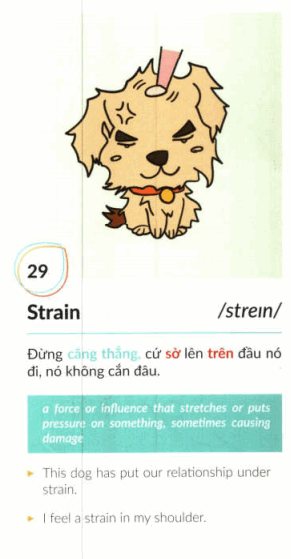 29
Strain /streɪn/
Đừng căng thẳng, cứ sờ lên trên đầu nó
đi, nó không cắn đâu.
a force or influence that stretches or puts
pressure on something, sometimes causing
damage
▸ This dog has put our relationship under
strain.
▸ I feel a strain in my shoulder.